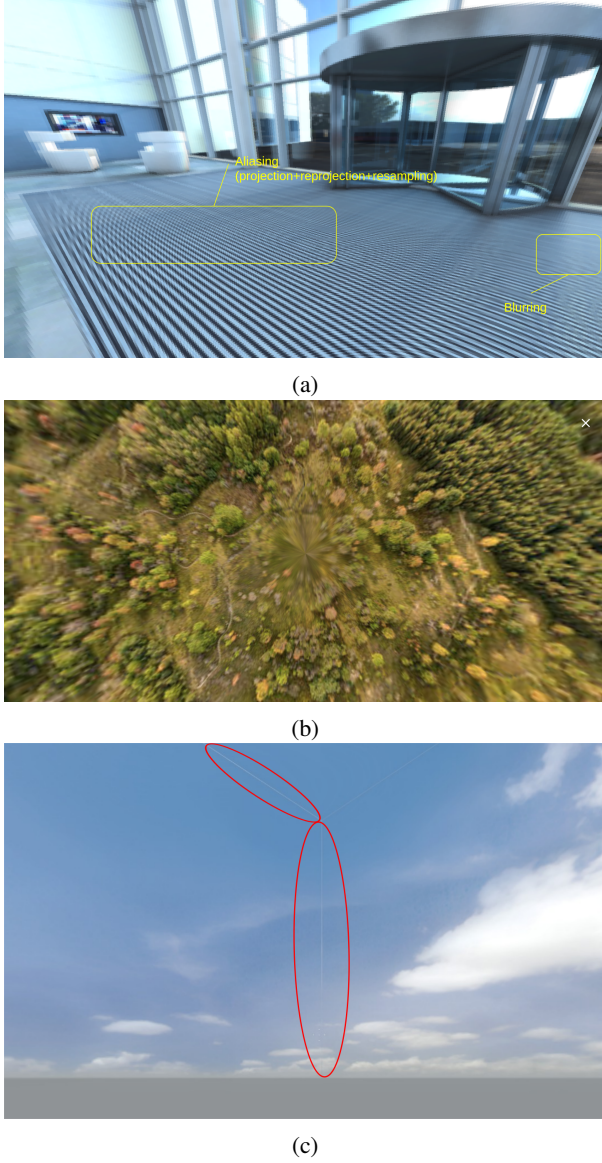 Aliasing
(projection+reprojection+resampling)
Blurring
(a)
×
(b)
(c)